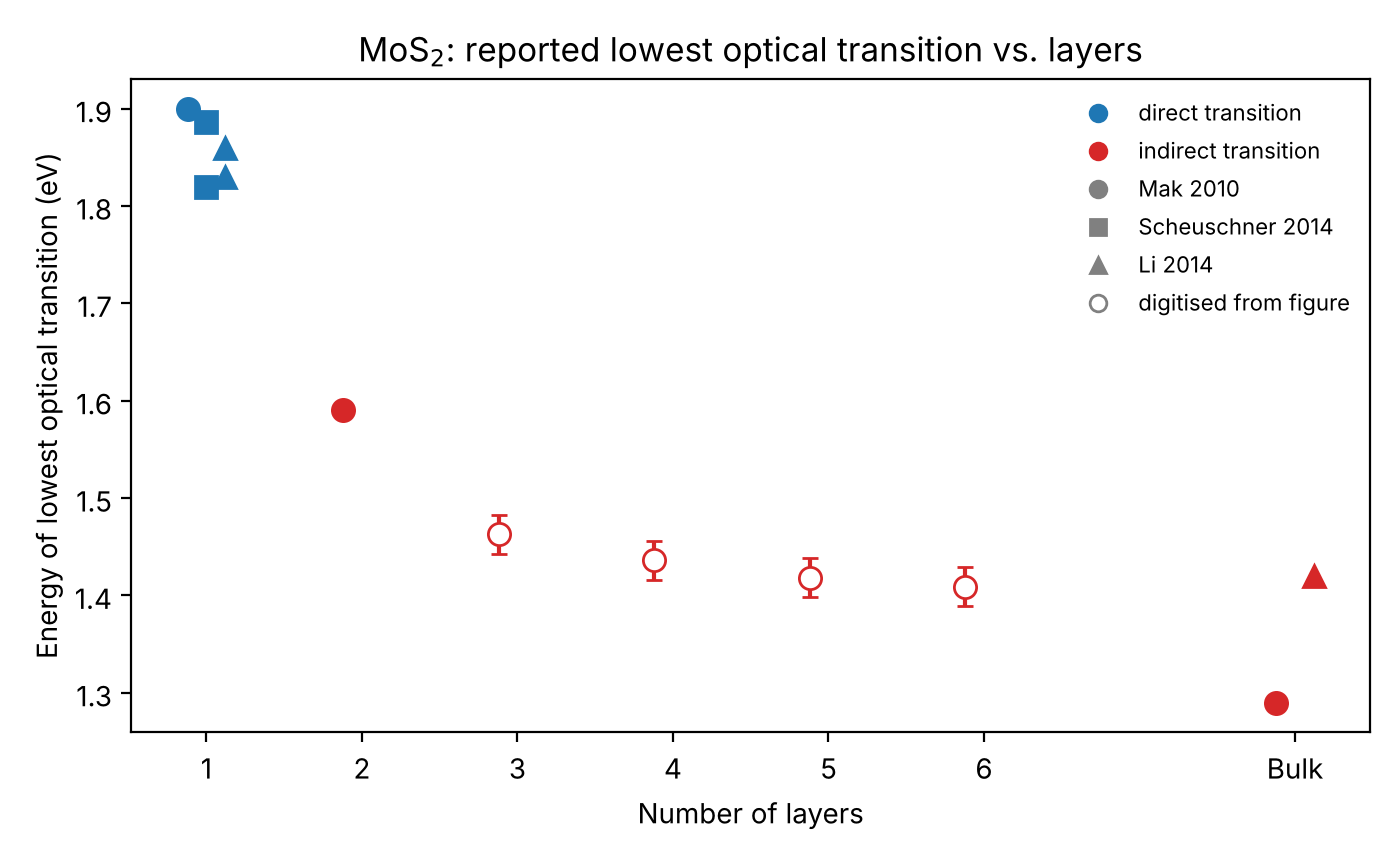 MoS₂: reported lowest optical transition vs. layers
Energy of lowest optical transition (eV)
1.9
1.8
1.7
1.6
1.5
1.4
1.3
direct transition
indirect transition
Mak 2010
Scheuschner 2014
Li 2014
digitised from figure
1 2 3 4 5 6 Bulk
Number of layers